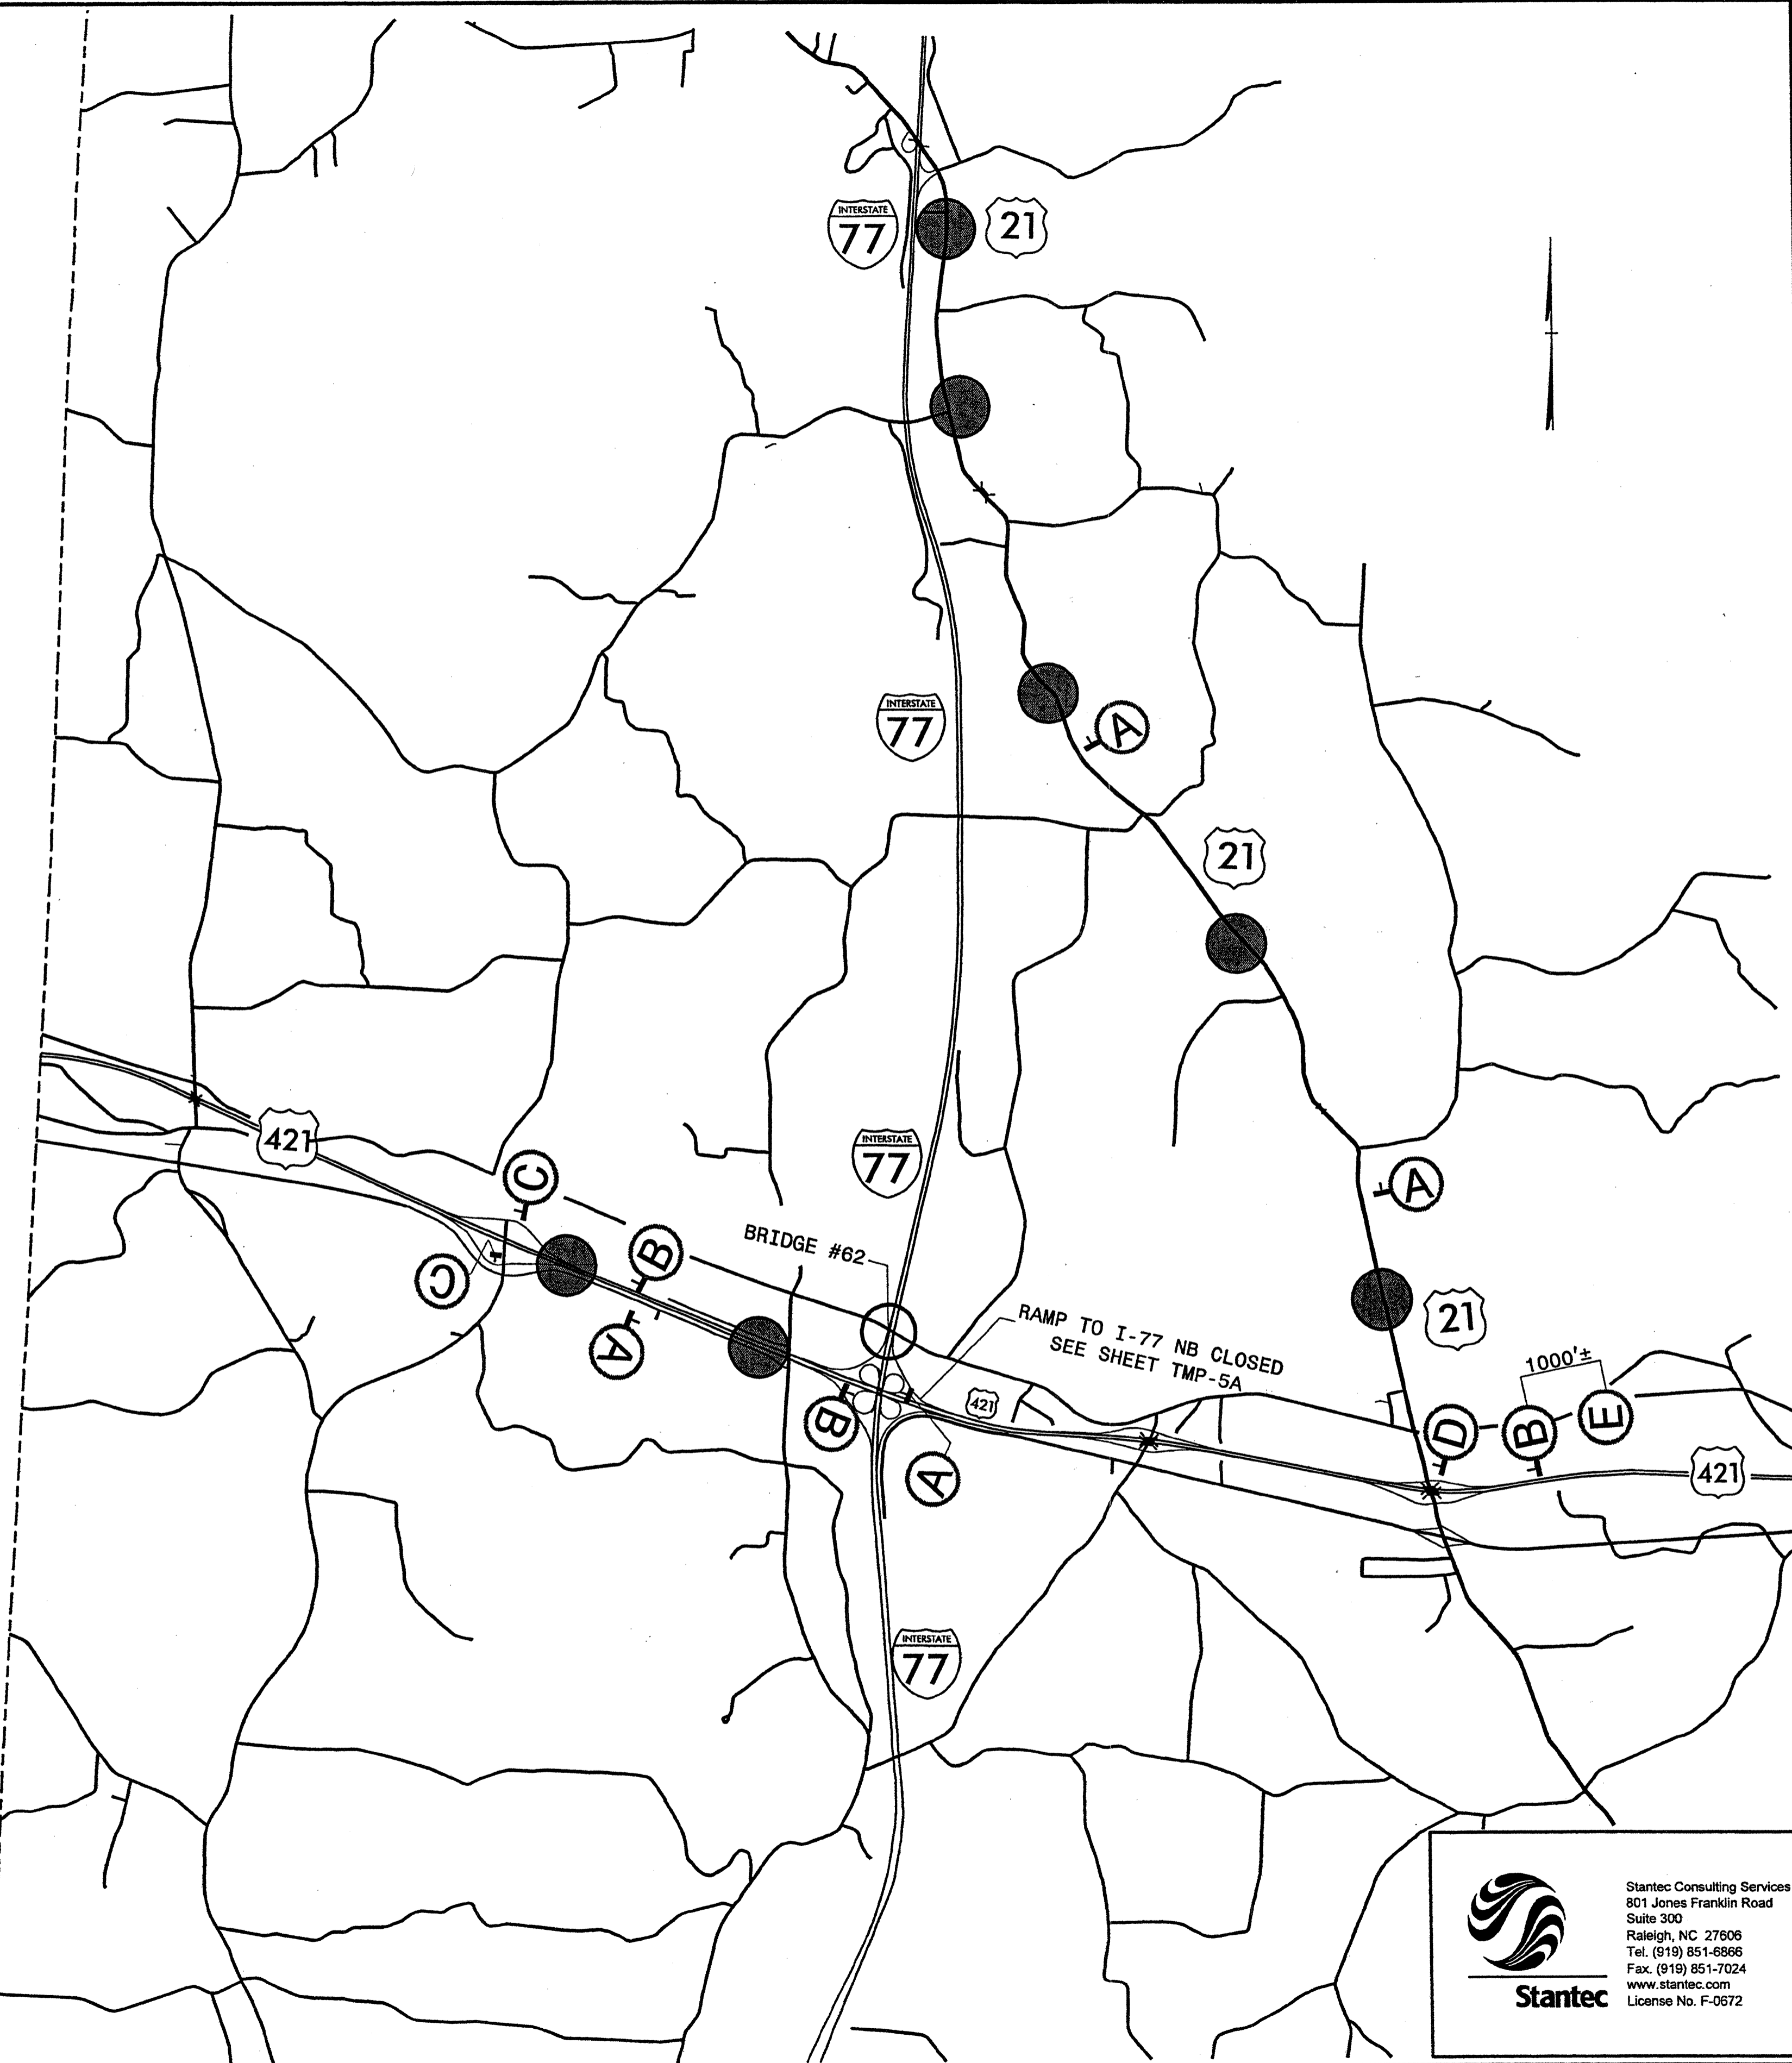 INTERSTATE
77
21
INTERSTATE
77
A
21
INTERSTATE
77
421
C
B
C
A
BRIDGE #62
RAMP TO I-77 NB CLOSED
SEE SHEET TMP-5A
A
21
1000'±
421
B
A
D
B
E
421
INTERSTATE
77
Stantec
Stantec Consulting Services
801 Jones Franklin Road
Suite 300
Raleigh, NC 27606
Tel. (919) 851-6866
Fax. (919) 851-7024
www.stantec.com
License No. F-0672